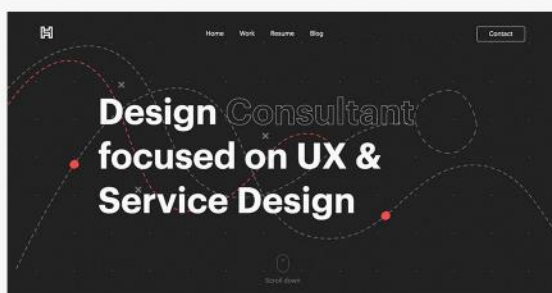 Home Work Resume Blog Contact
Design Consultant
focused on UX &
Service Design
Scroll down